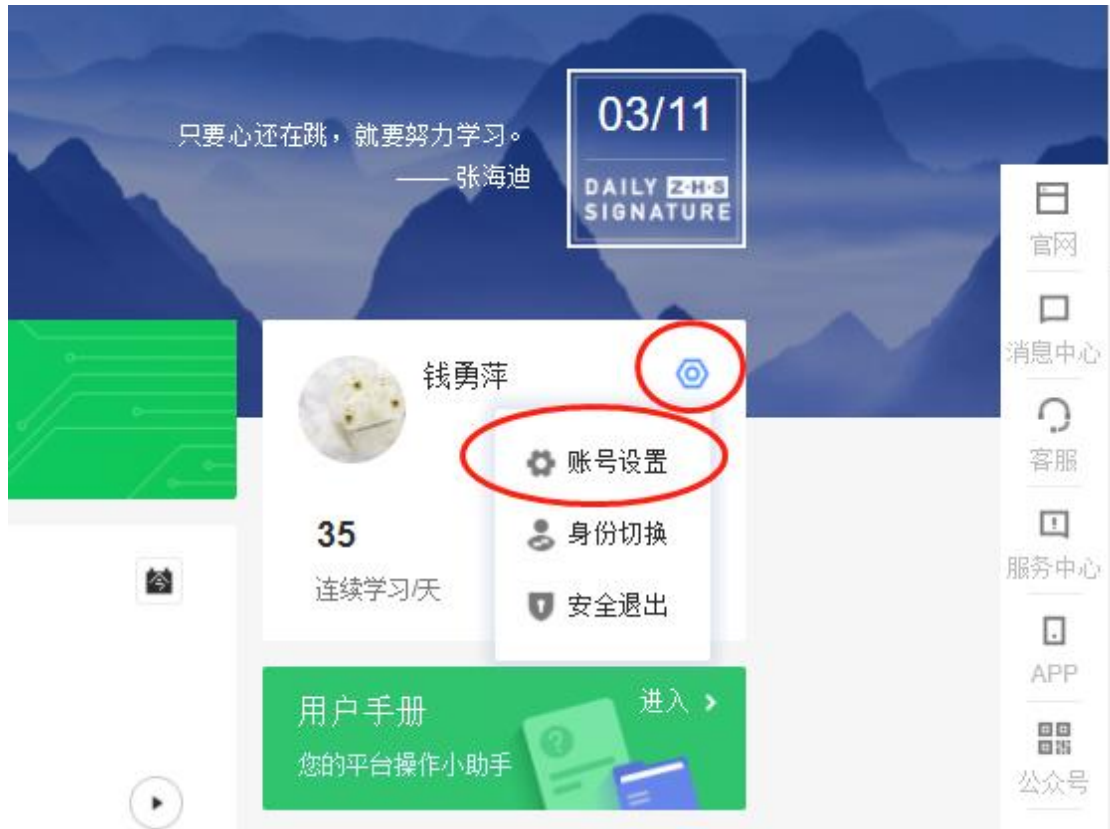 只要心还在跳，就要努力学习。
—— 张海迪
03/11
DAILY Z·H·S
SIGNATURE
官网
消息中心
客服
服务中心
APP
公众号
钱勇萍
账号设置
身份切换
安全退出
35
连续学习/天
今
用户手册
进入 >
您的平台操作小助手